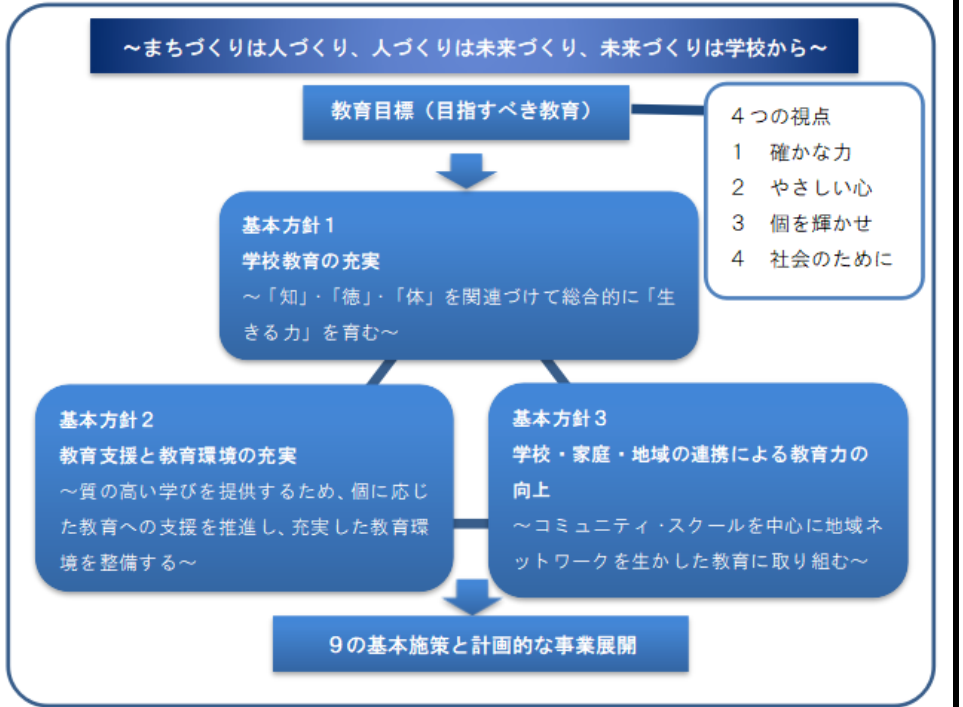 ～まちづくりは人づくり、人づくりは未来づくり、未来づくりは学校から～
教育目標（目指すべき教育）
４つの視点
１　確かな力
２　やさしい心
３　個を輝かせ
４　社会のために
基本方針１
学校教育の充実
～「知」・「徳」・「体」を関連づけて総合的に「生
きる力」を育む～
基本方針２
教育支援と教育環境の充実
～質の高い学びを提供するため、個に応じ
た教育への支援を推進し、充実した教育環
境を整備する～
基本方針３
学校・家庭・地域の連携による教育力の
向上
～コミュニティ・スクールを中心に地域ネ
ットワークを生かした教育に取り組む～
９の基本施策と計画的な事業展開